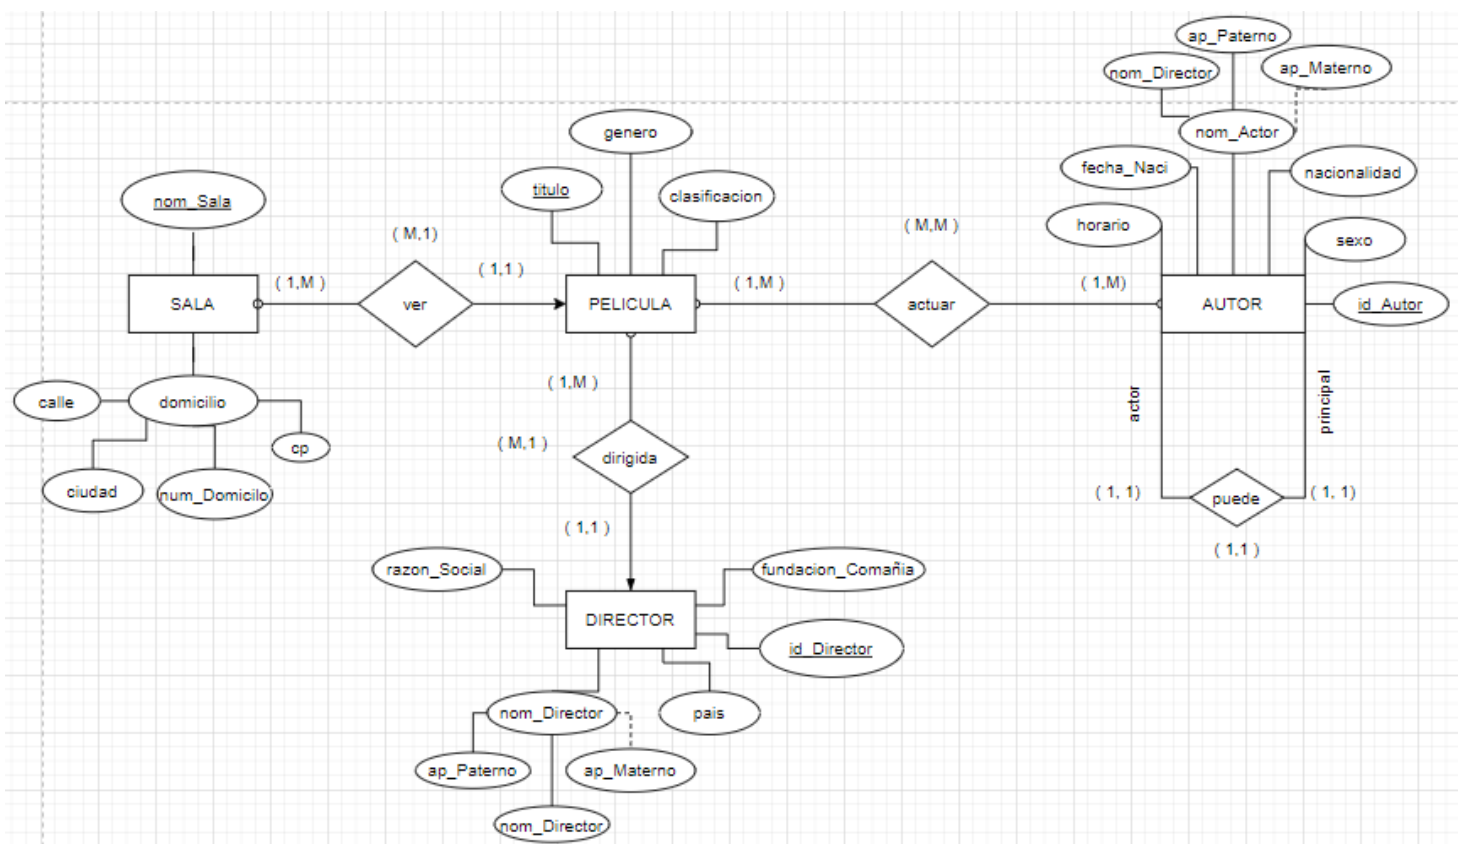 ap_Paterno
nom_Director
ap_Materno
genero
nom_Actor
fecha_Naci
nacionalidad
titulo
clasificacion
nom_Sala
horario
sexo
( M,1)
( M,M )
( 1,M )
( 1,1 )
( 1,M )
( 1,M)
SALA
ver
PELICULA
actuar
AUTOR
id_Autor
( 1,M )
actor
principal
calle
domicilio
cp
( M,1 )
dirigida
ciudad
num_Domicilo
( 1, 1)
puede
( 1, 1)
( 1,1 )
( 1,1 )
razon_Social
fundacion_Comañia
DIRECTOR
id_Director
nom_Director
pais
ap_Paterno
ap_Materno
nom_Director